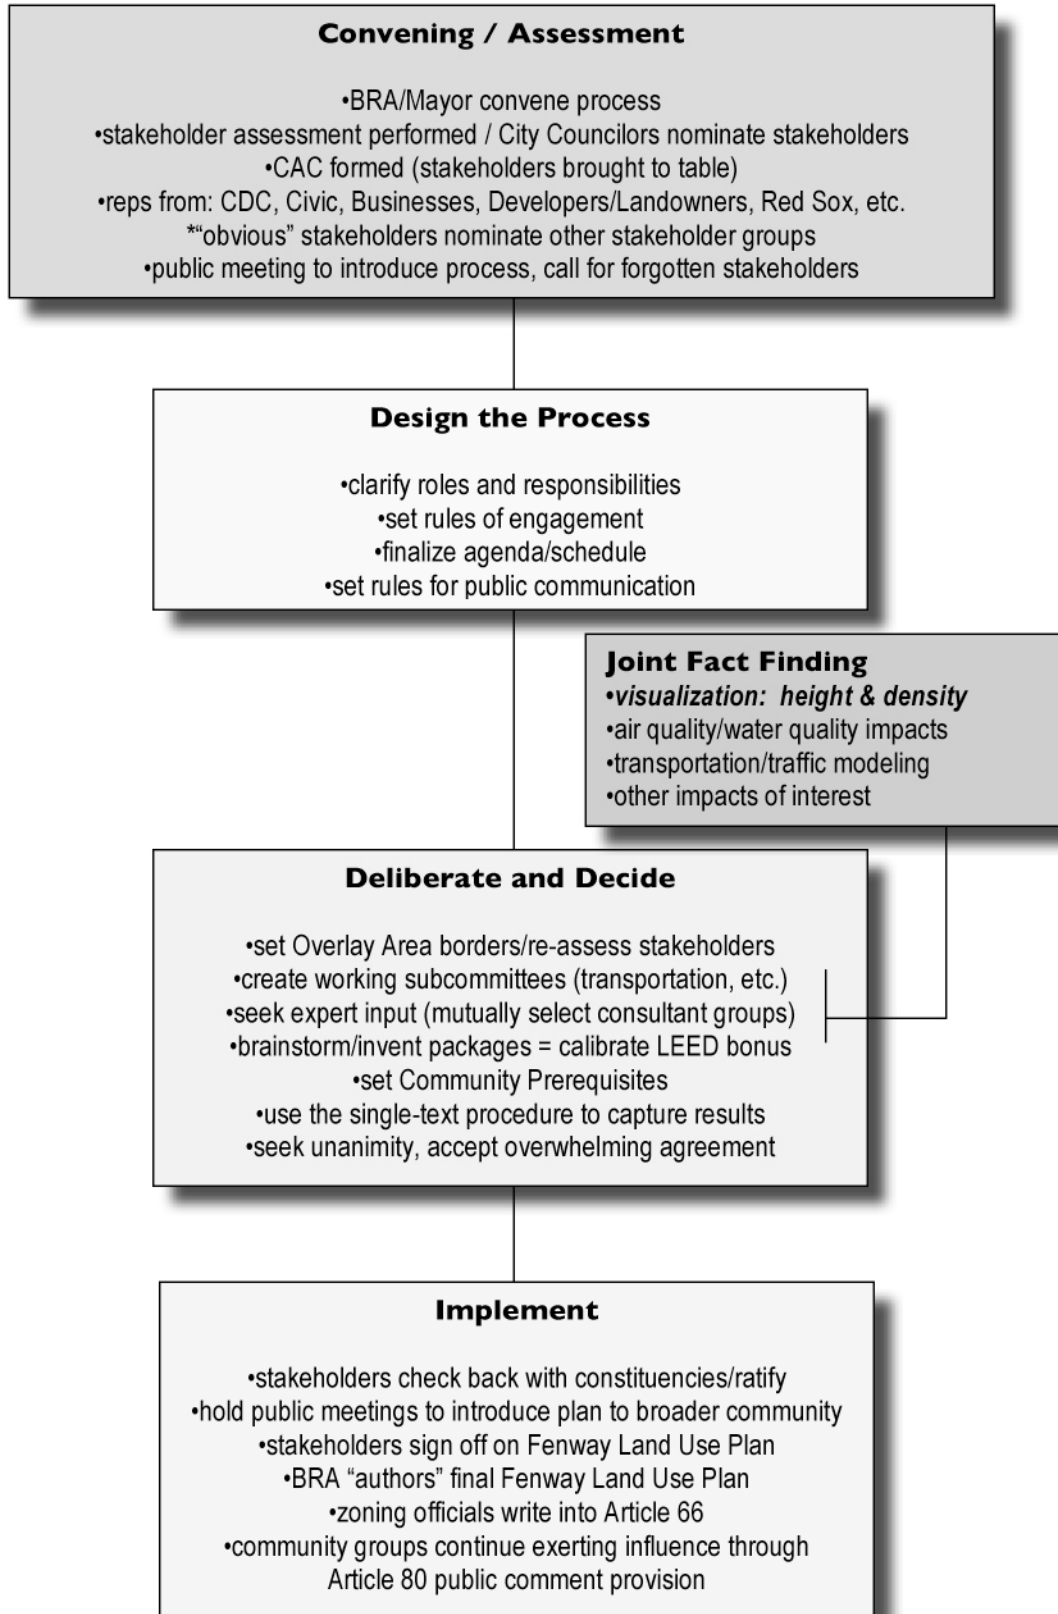 Convening / Assessment
•BRA/Mayor convene process
•stakeholder assessment performed / City Councilors nominate stakeholders
•CAC formed (stakeholders brought to table)
•reps from: CDC, Civic, Businesses, Developers/Landowners, Red Sox, etc.
*“obvious” stakeholders nominate other stakeholder groups
•public meeting to introduce process, call for forgotten stakeholders
Design the Process
•clarify roles and responsibilities
•set rules of engagement
•finalize agenda/schedule
•set rules for public communication
Joint Fact Finding
•visualization: height & density
•air quality/water quality impacts
•transportation/traffic modeling
•other impacts of interest
Deliberate and Decide
•set Overlay Area borders/re-assess stakeholders
•create working subcommittees (transportation, etc.)
•seek expert input (mutually select consultant groups)
•brainstorm/invent packages = calibrate LEED bonus
•set Community Prerequisites
•use the single-text procedure to capture results
•seek unanimity, accept overwhelming agreement
Implement
•stakeholders check back with constituencies/ratify
•hold public meetings to introduce plan to broader community
•stakeholders sign off on Fenway Land Use Plan
•BRA “authors” final Fenway Land Use Plan
•zoning officials write into Article 66
•community groups continue exerting influence through
Article 80 public comment provision